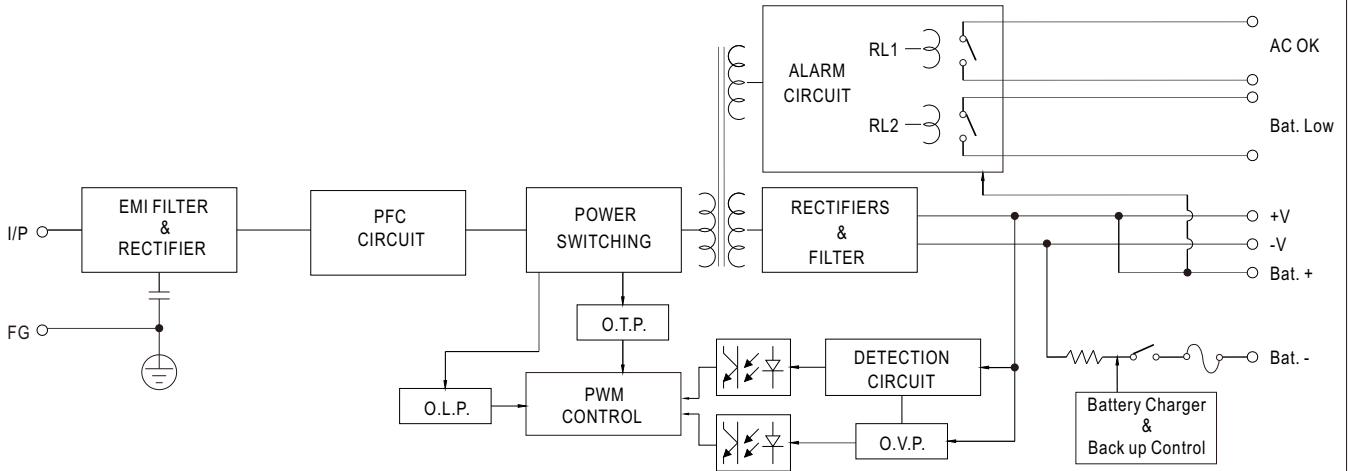 ALARM
CIRCUIT
RL1
RL2
AC OK
Bat. Low
I/P
FG
EMI FILTER
&
RECTIFIER
PFC
CIRCUIT
POWER
SWITCHING
RECTIFIERS
&
FILTER
+V
-V
Bat. +
Bat. -
O.T.P.
O.L.P.
PWM
CONTROL
DETECTION
CIRCUIT
O.V.P.
Battery Charger
&
Back up Control